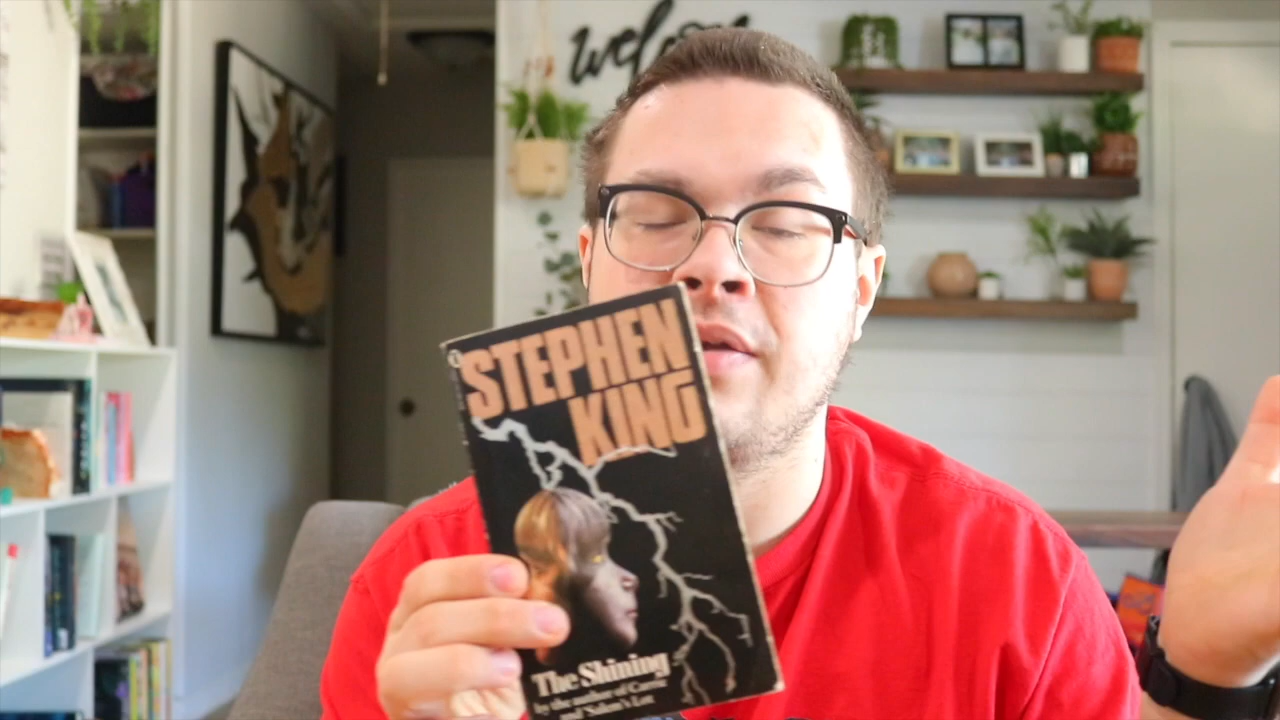 STEPHEN
KING
The Shining
by the author of Carrie
and 'Salem's Lot